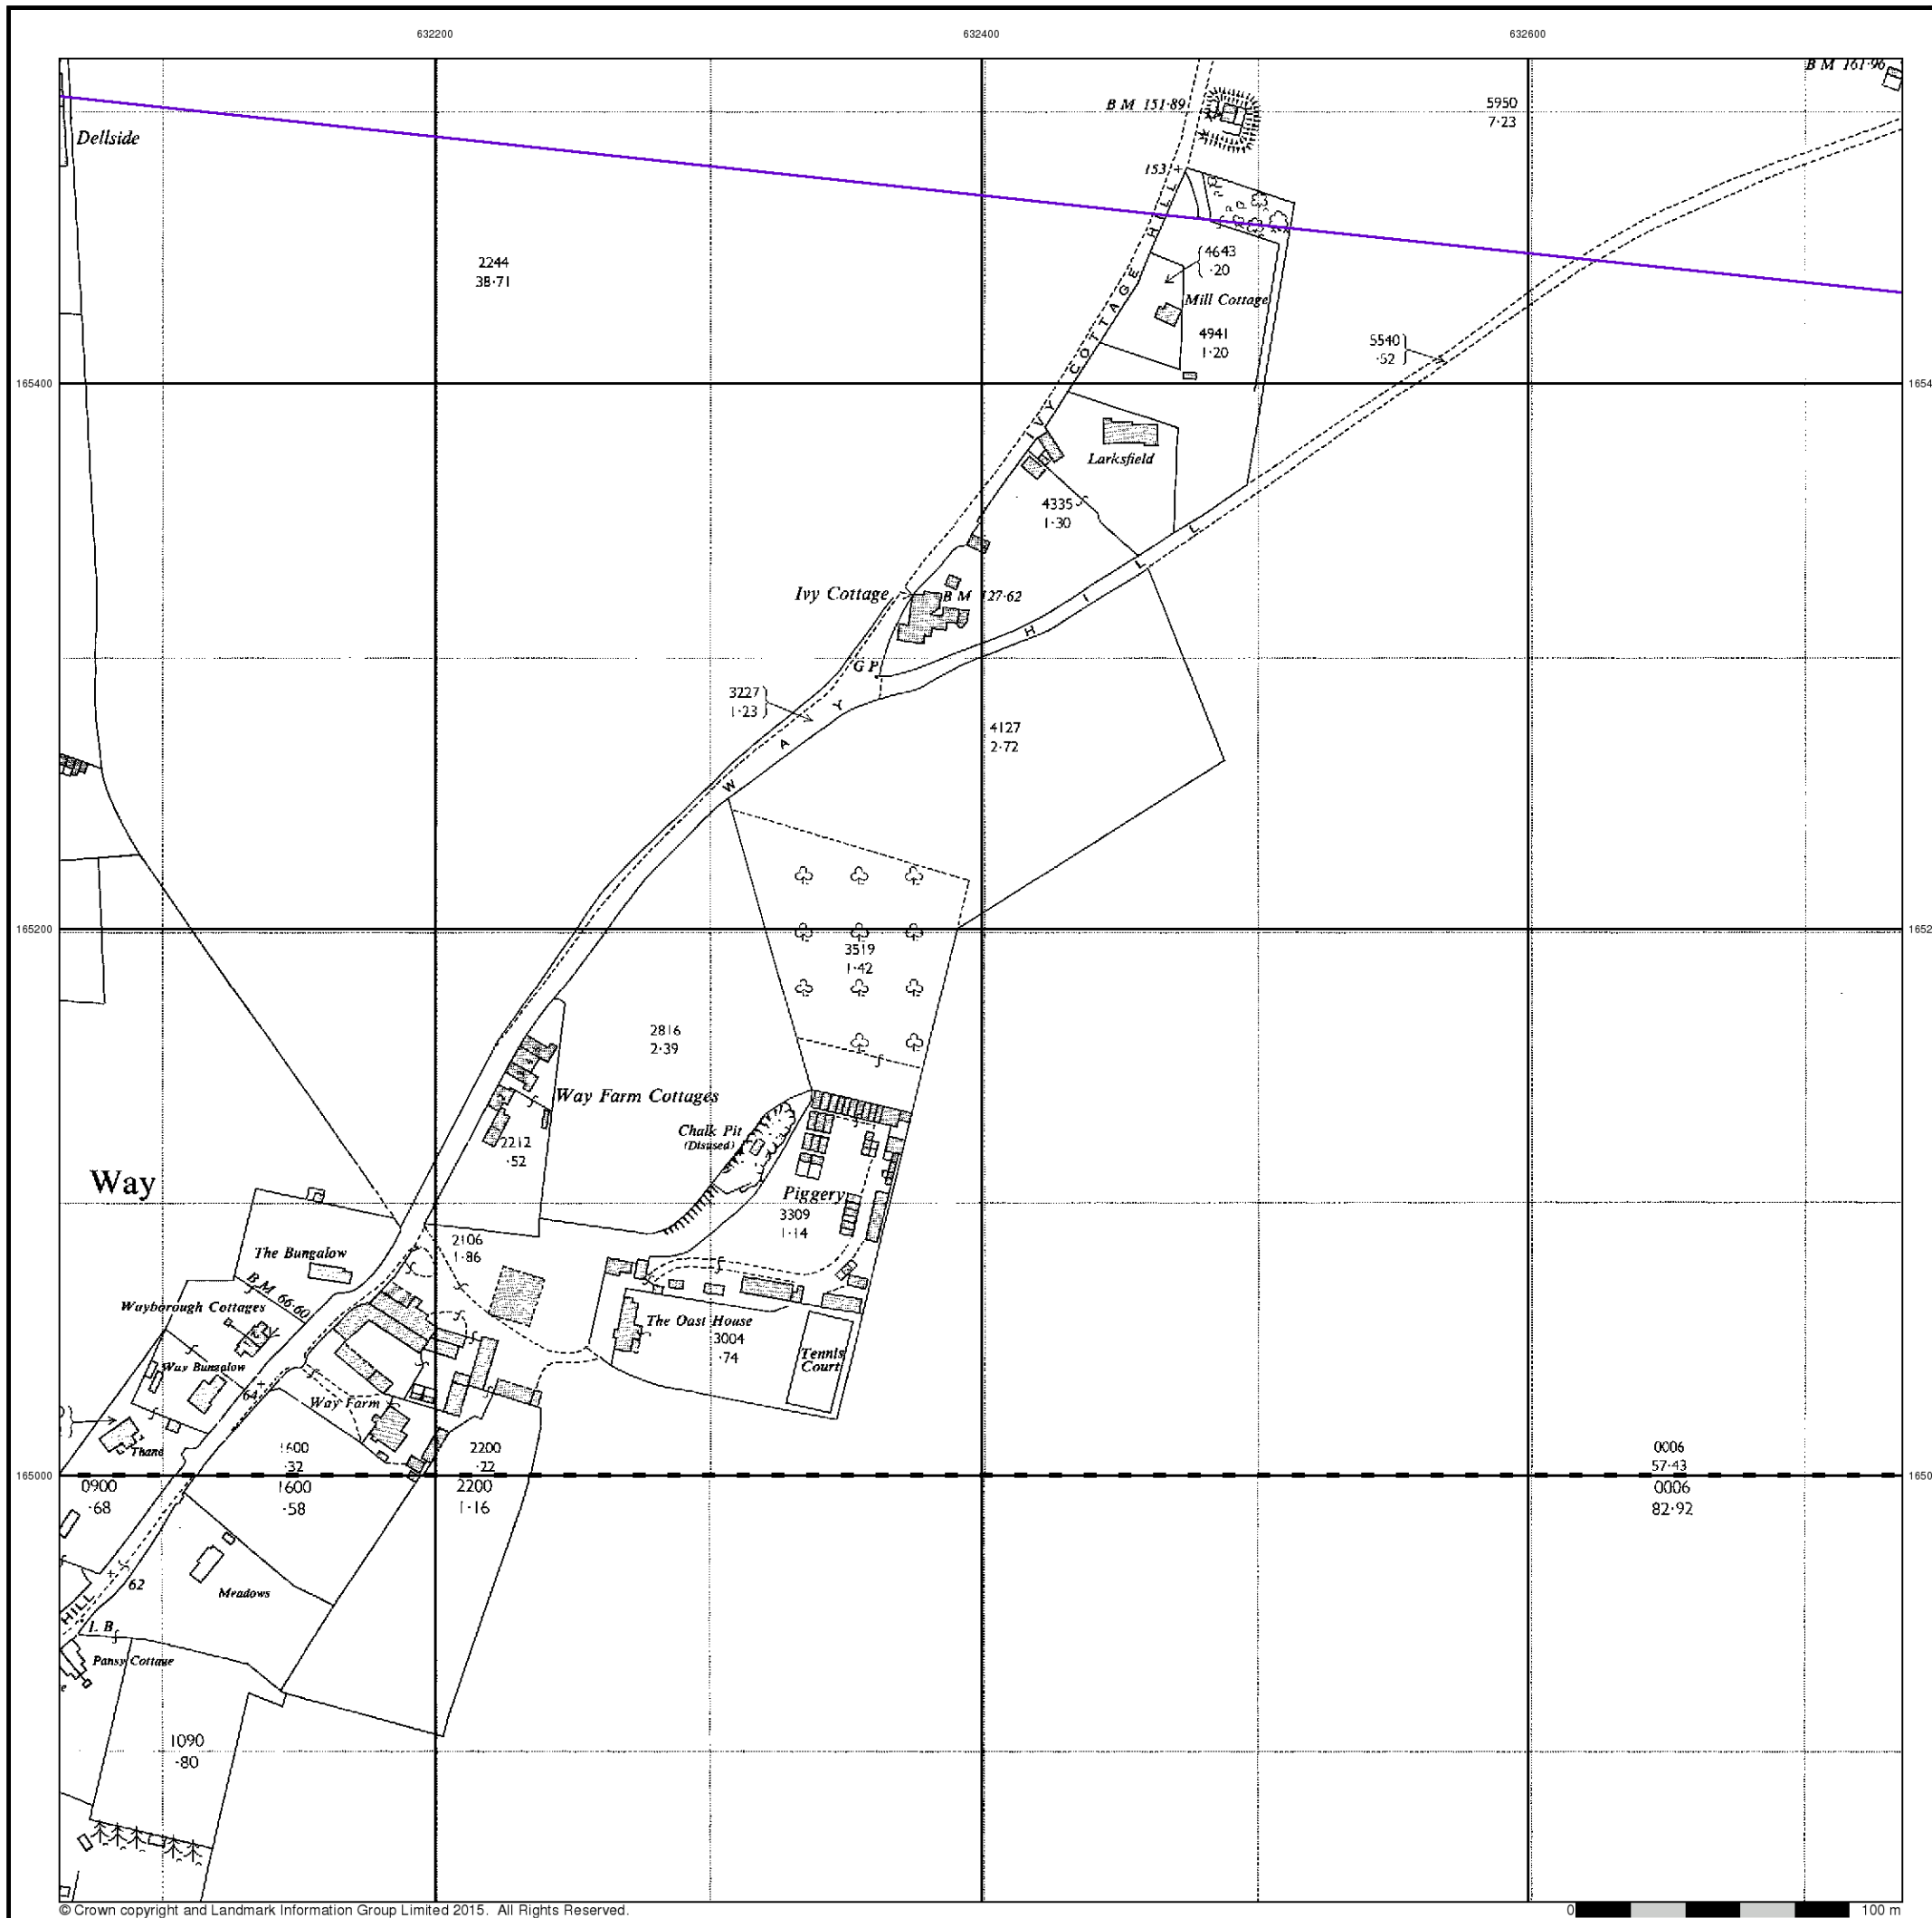 632200 632400 632600
B M 161·96
B M 151·89
5950
7·23
Dellside
153
2244
38·71
4643
·20
Mill Cottage
4941
1·20
5540
·52
165400
IVY COTTAGE HILL
Larksfield
4335
1·30
Ivy Cottage
B M 127·62
G P
WAY HILL
3227
1·23
4127
2·72
165200
3519
1·42
2816
2·39
Way Farm Cottages
Chalk Pit
(Disused)
2212
·52
Way
Piggery
3309
1·14
2106
1·86
The Bungalow
B M 66·60
Wayborough Cottages
The Oast House
3004
·74
Tennis
Court
Way Bungalow
64
Way Farm
Thane
1600
·32
2200
·22
0006
57·43
165000
0900
·68
1600
·58
2200
1·16
0006
82·92
62
Meadows
HILL
L B
Pansy Cottage
e
1090
·80
© Crown copyright and Landmark Information Group Limited 2015. All Rights Reserved.
0 100 m